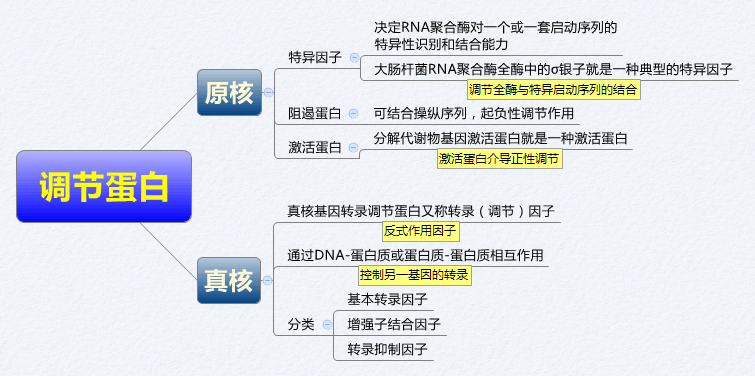 调节蛋白
原核
特异因子
决定RNA聚合酶对一个或一套启动序列的
特异性识别和结合能力
大肠杆菌RNA聚合酶全酶中的σ银子就是一种典型的特异因子
调节全酶与特异启动序列的结合
阻遏蛋白
可结合操纵序列，起负性调节作用
激活蛋白
分解代谢物基因激活蛋白就是一种激活蛋白
激活蛋白介导正性调节
真核
真核基因转录调节蛋白又称转录（调节）因子
反式作用因子
通过DNA-蛋白质或蛋白质-蛋白质相互作用
控制另一基因的转录
分类
基本转录因子
增强子结合因子
转录抑制因子